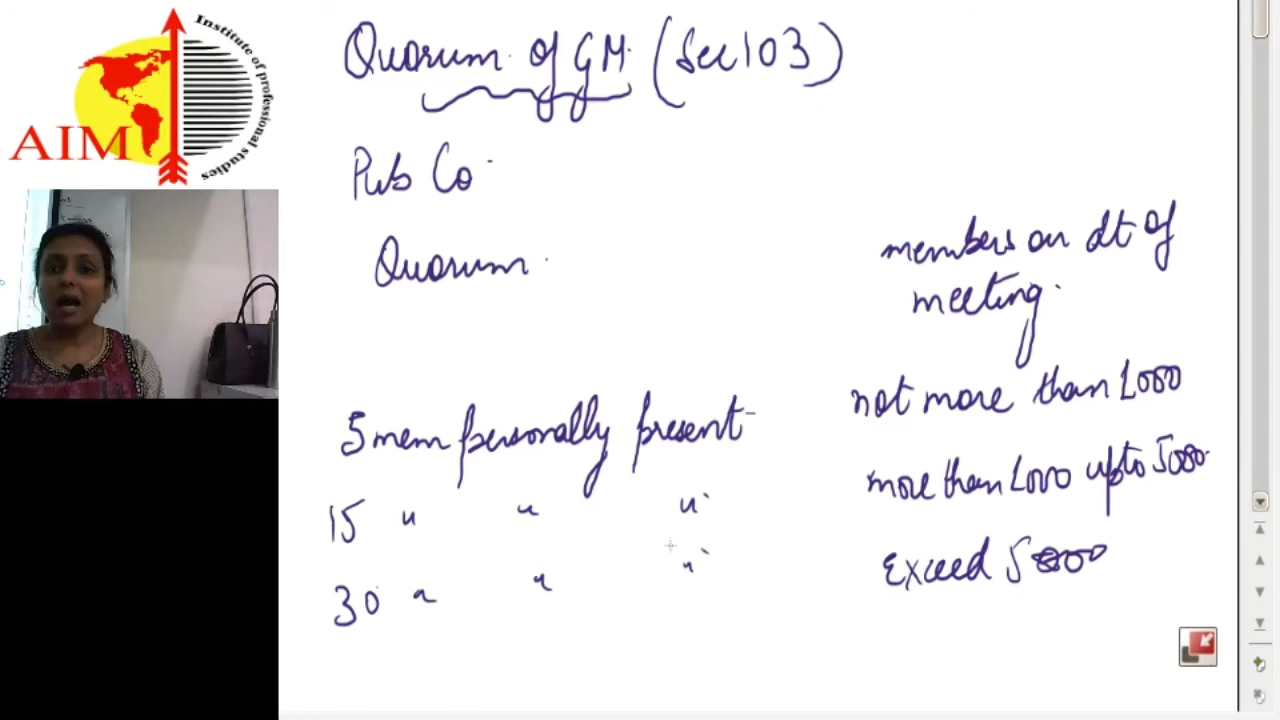 AIM
Institute of professional studies
Quorum of GM (Sec 103)
Pub Co
Quorum
members on dt of
meeting
5 mem personally present
not more than 1000
15 " " "
more than 1000 upto 5000
30 " " "
exceed 5000